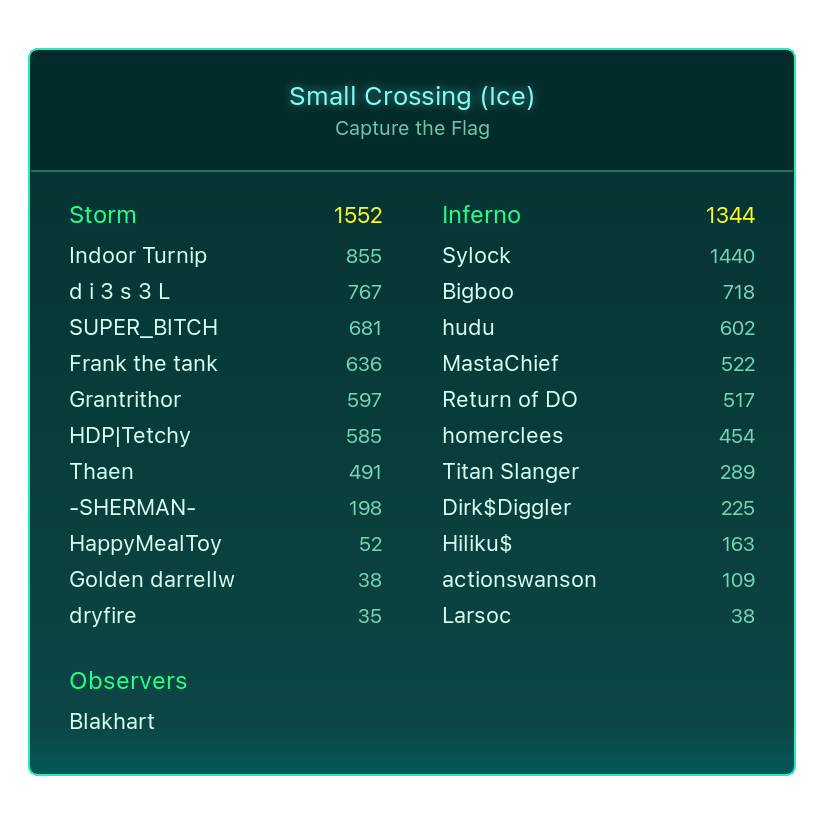 Small Crossing (Ice)
Capture the Flag
Storm 1552
Indoor Turnip 855
d i 3 s 3 L 767
SUPER_BITCH 681
Frank the tank 636
Grantrithor 597
HDP|Tetchy 585
Thaen 491
-SHERMAN- 198
HappyMealToy 52
Golden darrellw 38
dryfire 35
Inferno 1344
Sylock 1440
Bigboo 718
hudu 602
MastaChief 522
Return of DO 517
homerclees 454
Titan Slanger 289
Dirk$Diggler 225
Hiliku$ 163
actionswanson 109
Larsoc 38
Observers
Blakhart